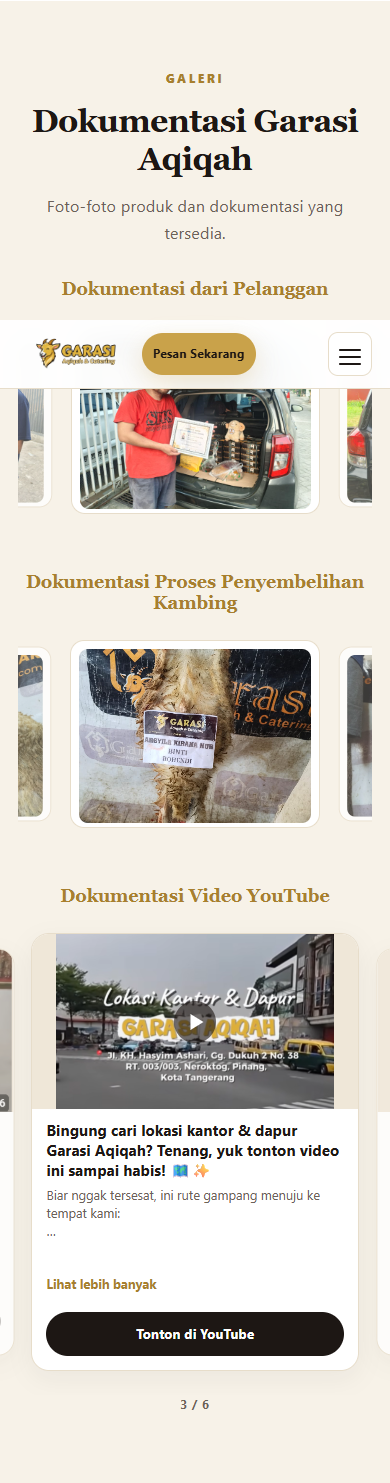 GALERI
Dokumentasi Garasi
Aqiqah
Foto-foto produk dan dokumentasi yang
tersedia.
Dokumentasi dari Pelanggan
GARASI
Aqiqah & Catering
Pesan Sekarang
Dokumentasi Proses Penyembelihan
Kambing
GARASI
Aqiqah & Catering
BINTI
Dokumentasi Video YouTube
Lokasi Kantor & Dapur
GARASI AQIQAH
Jl. KH. Hasyim Ashari, Gg. Dukuh 2 No. 38
RT. 003/003, Neroktog, Pinang,
Kota Tangerang
6
Bingung cari lokasi kantor & dapur
Garasi Aqiqah? Tenang, yuk tonton video
ini sampai habis! 🗺️ ✨
Biar nggak tersesat, ini rute gampang menuju ke
tempat kami:
...
Lihat lebih banyak
Tonton di YouTube
3 / 6